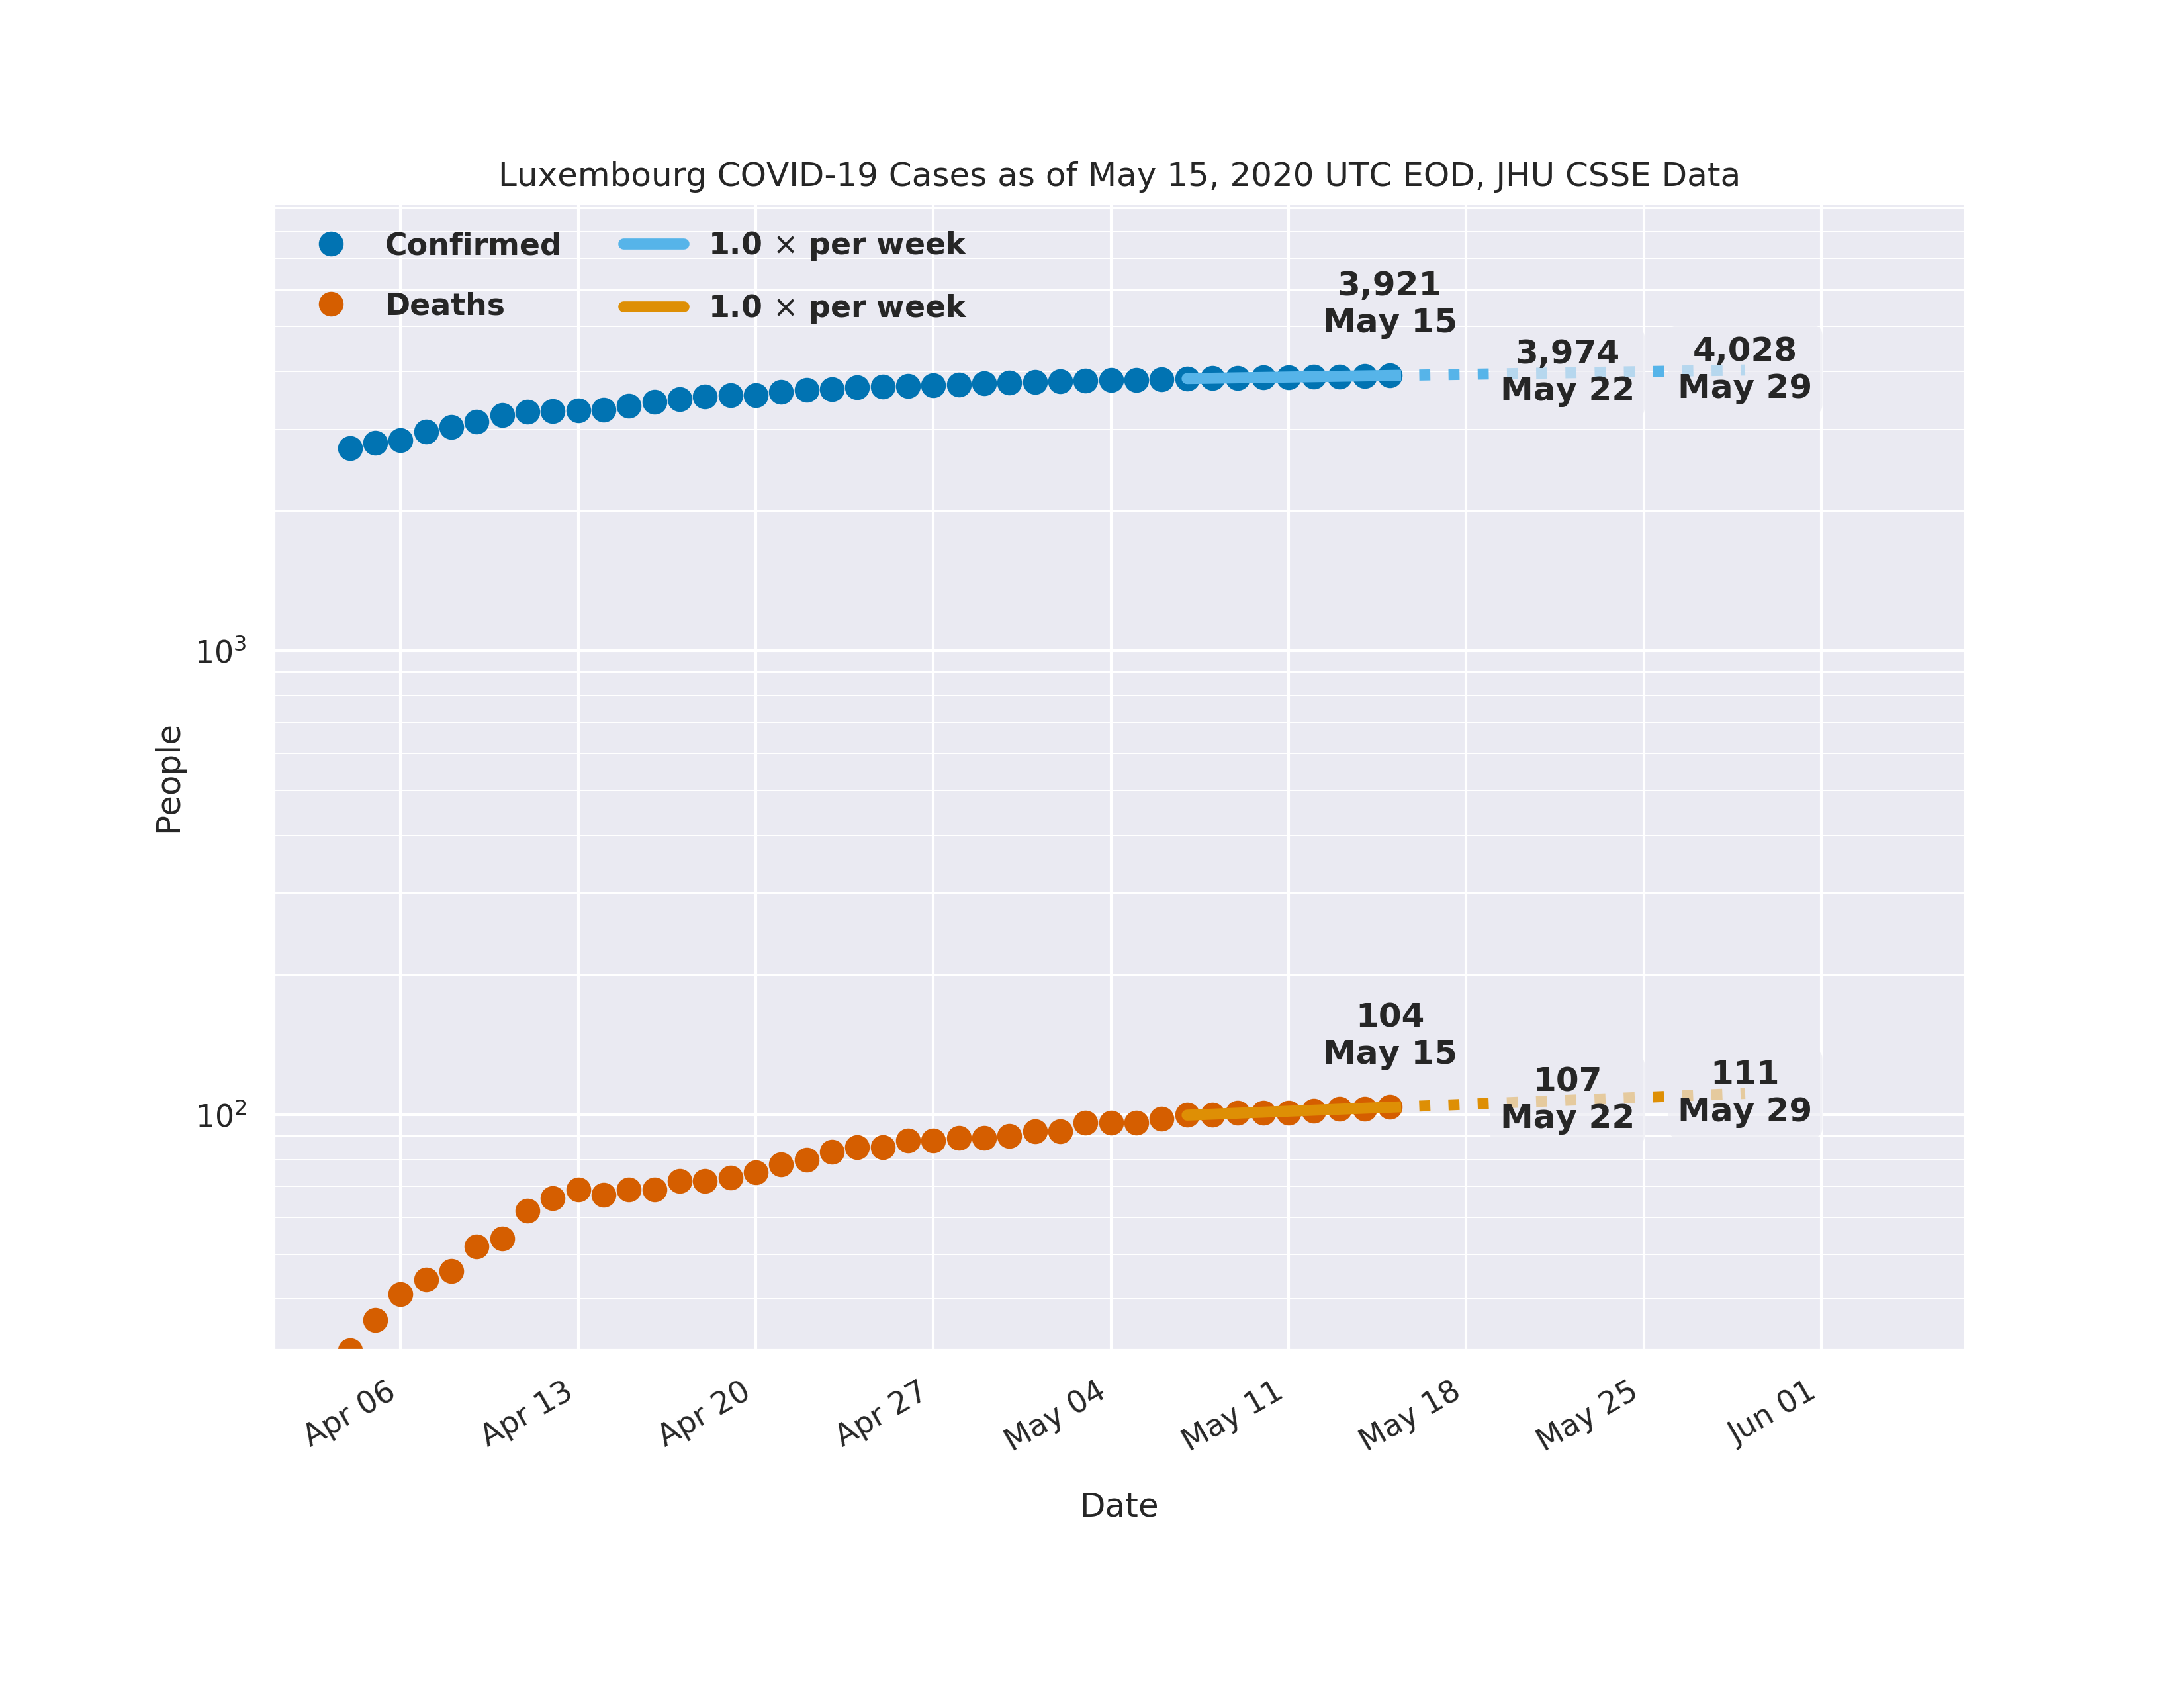 Luxembourg COVID-19 Cases as of May 15, 2020 UTC EOD, JHU CSSE Data
Confirmed
Deaths
1.0 × per week
1.0 × per week
3,921
May 15
3,974
May 22
4,028
May 29
10³
People
104
May 15
107
May 22
111
May 29
10²
Apr 06
Apr 13
Apr 20
Apr 27
May 04
May 11
May 18
May 25
Jun 01
Date